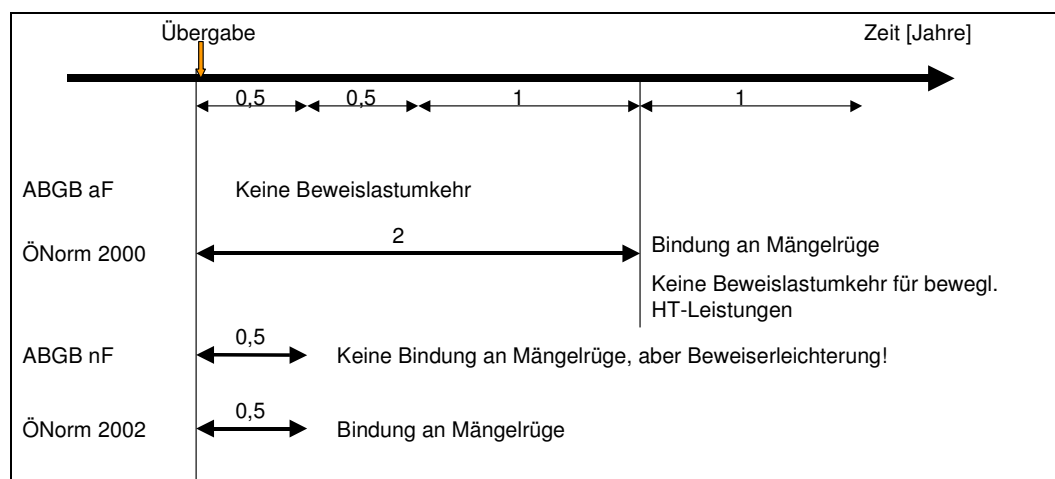 Übergabe Zeit [Jahre]
0,5 0,5 1 1
ABGB aF Keine Beweislastumkehr
2
ÖNorm 2000 Bindung an Mängelrüge
Keine Beweislastumkehr für bewegl.
HT-Leistungen
0,5
ABGB nF Keine Bindung an Mängelrüge, aber Beweiserleichterung!
0,5
ÖNorm 2002 Bindung an Mängelrüge